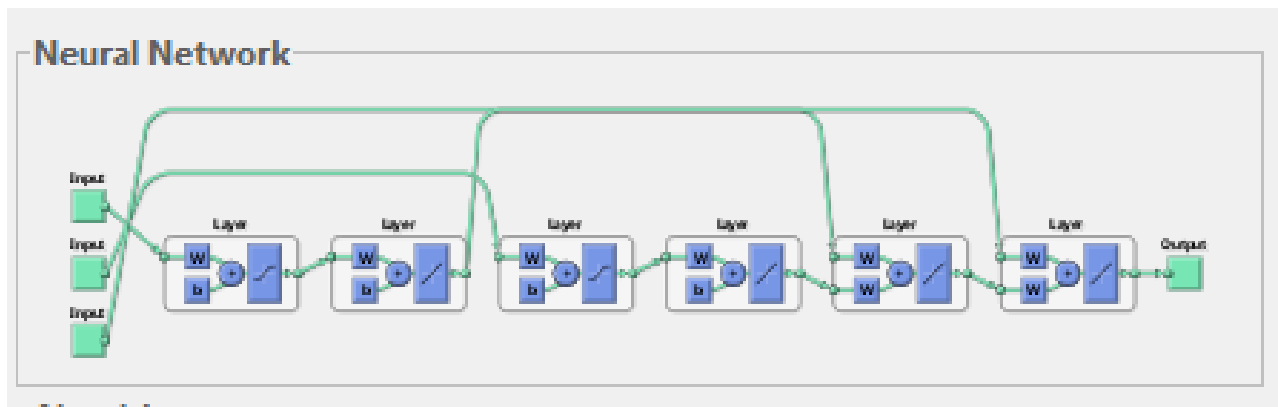 Neural Network
Input
Layer Layer Layer Layer Layer Layer
Input
Output
W W W W W W
b b b b W W
Input